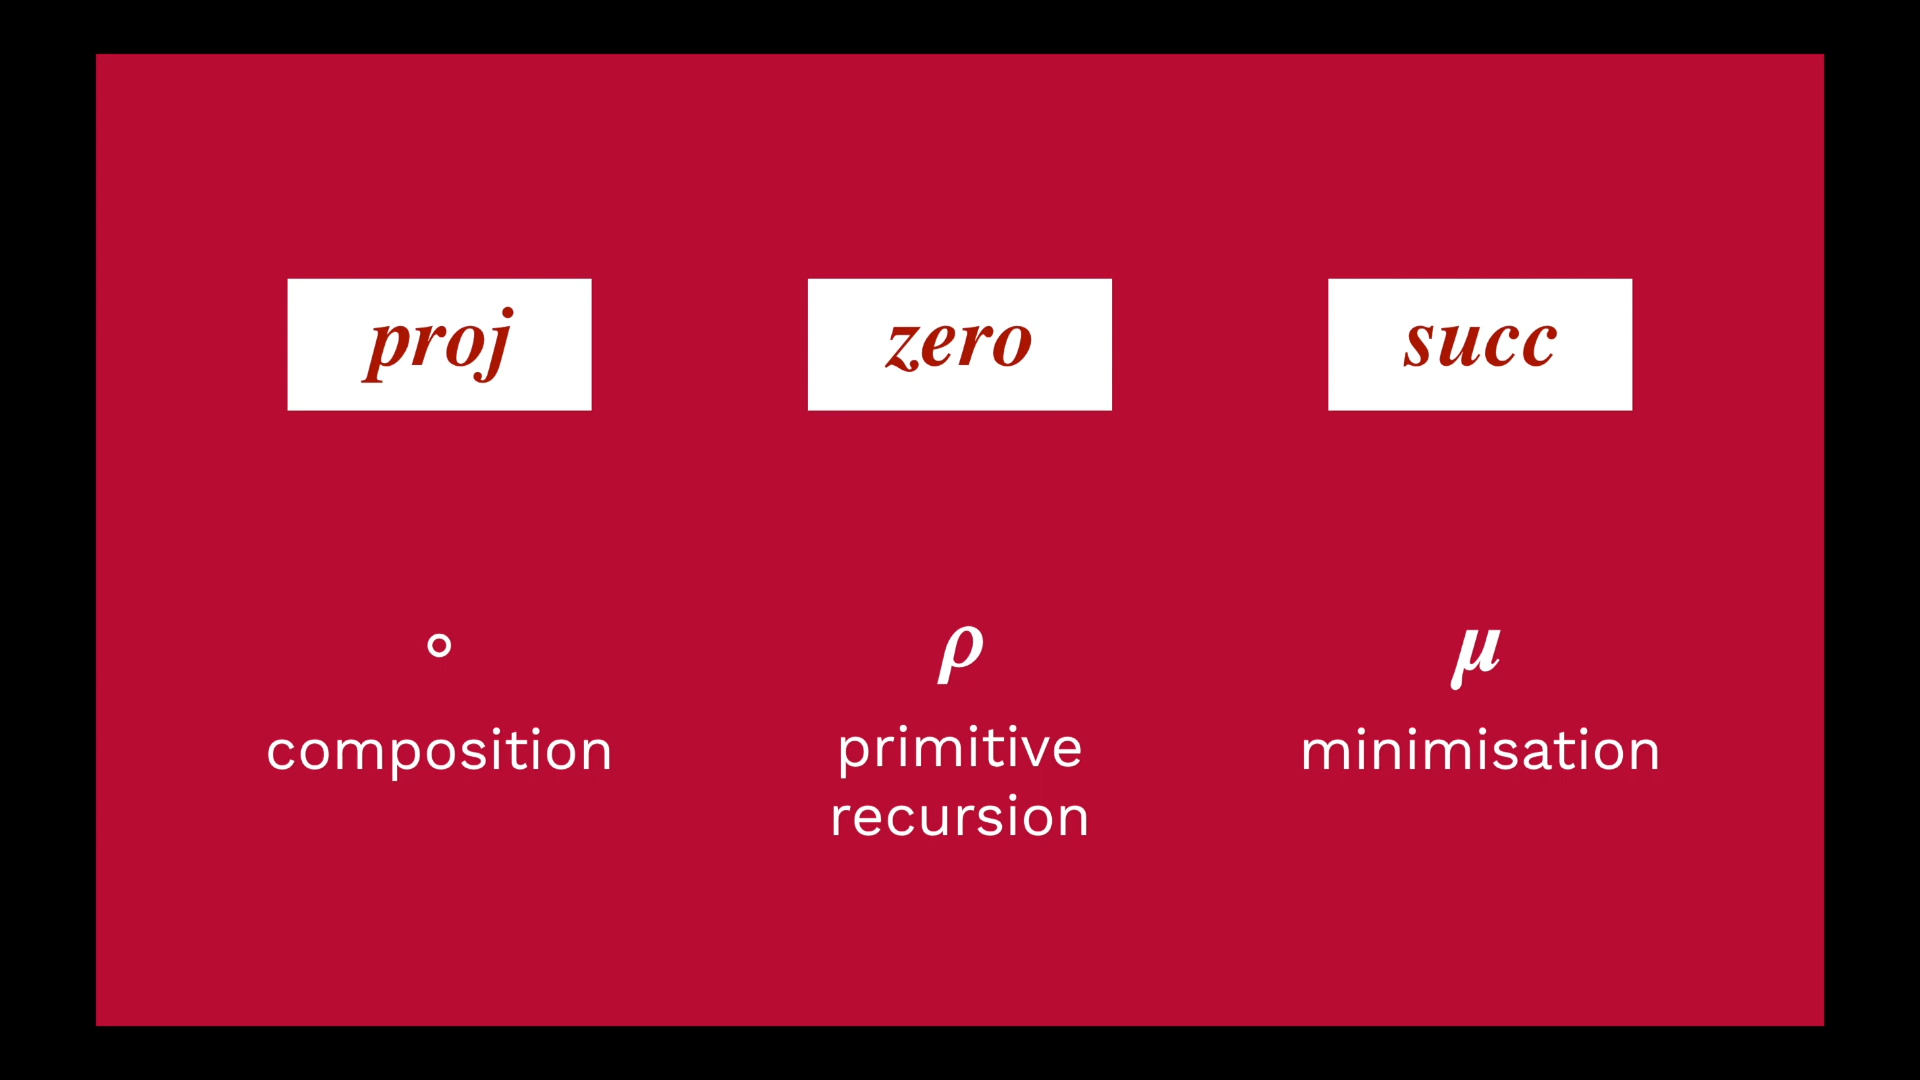 proj zero succ
∘ ρ μ
composition primitive recursion minimisation